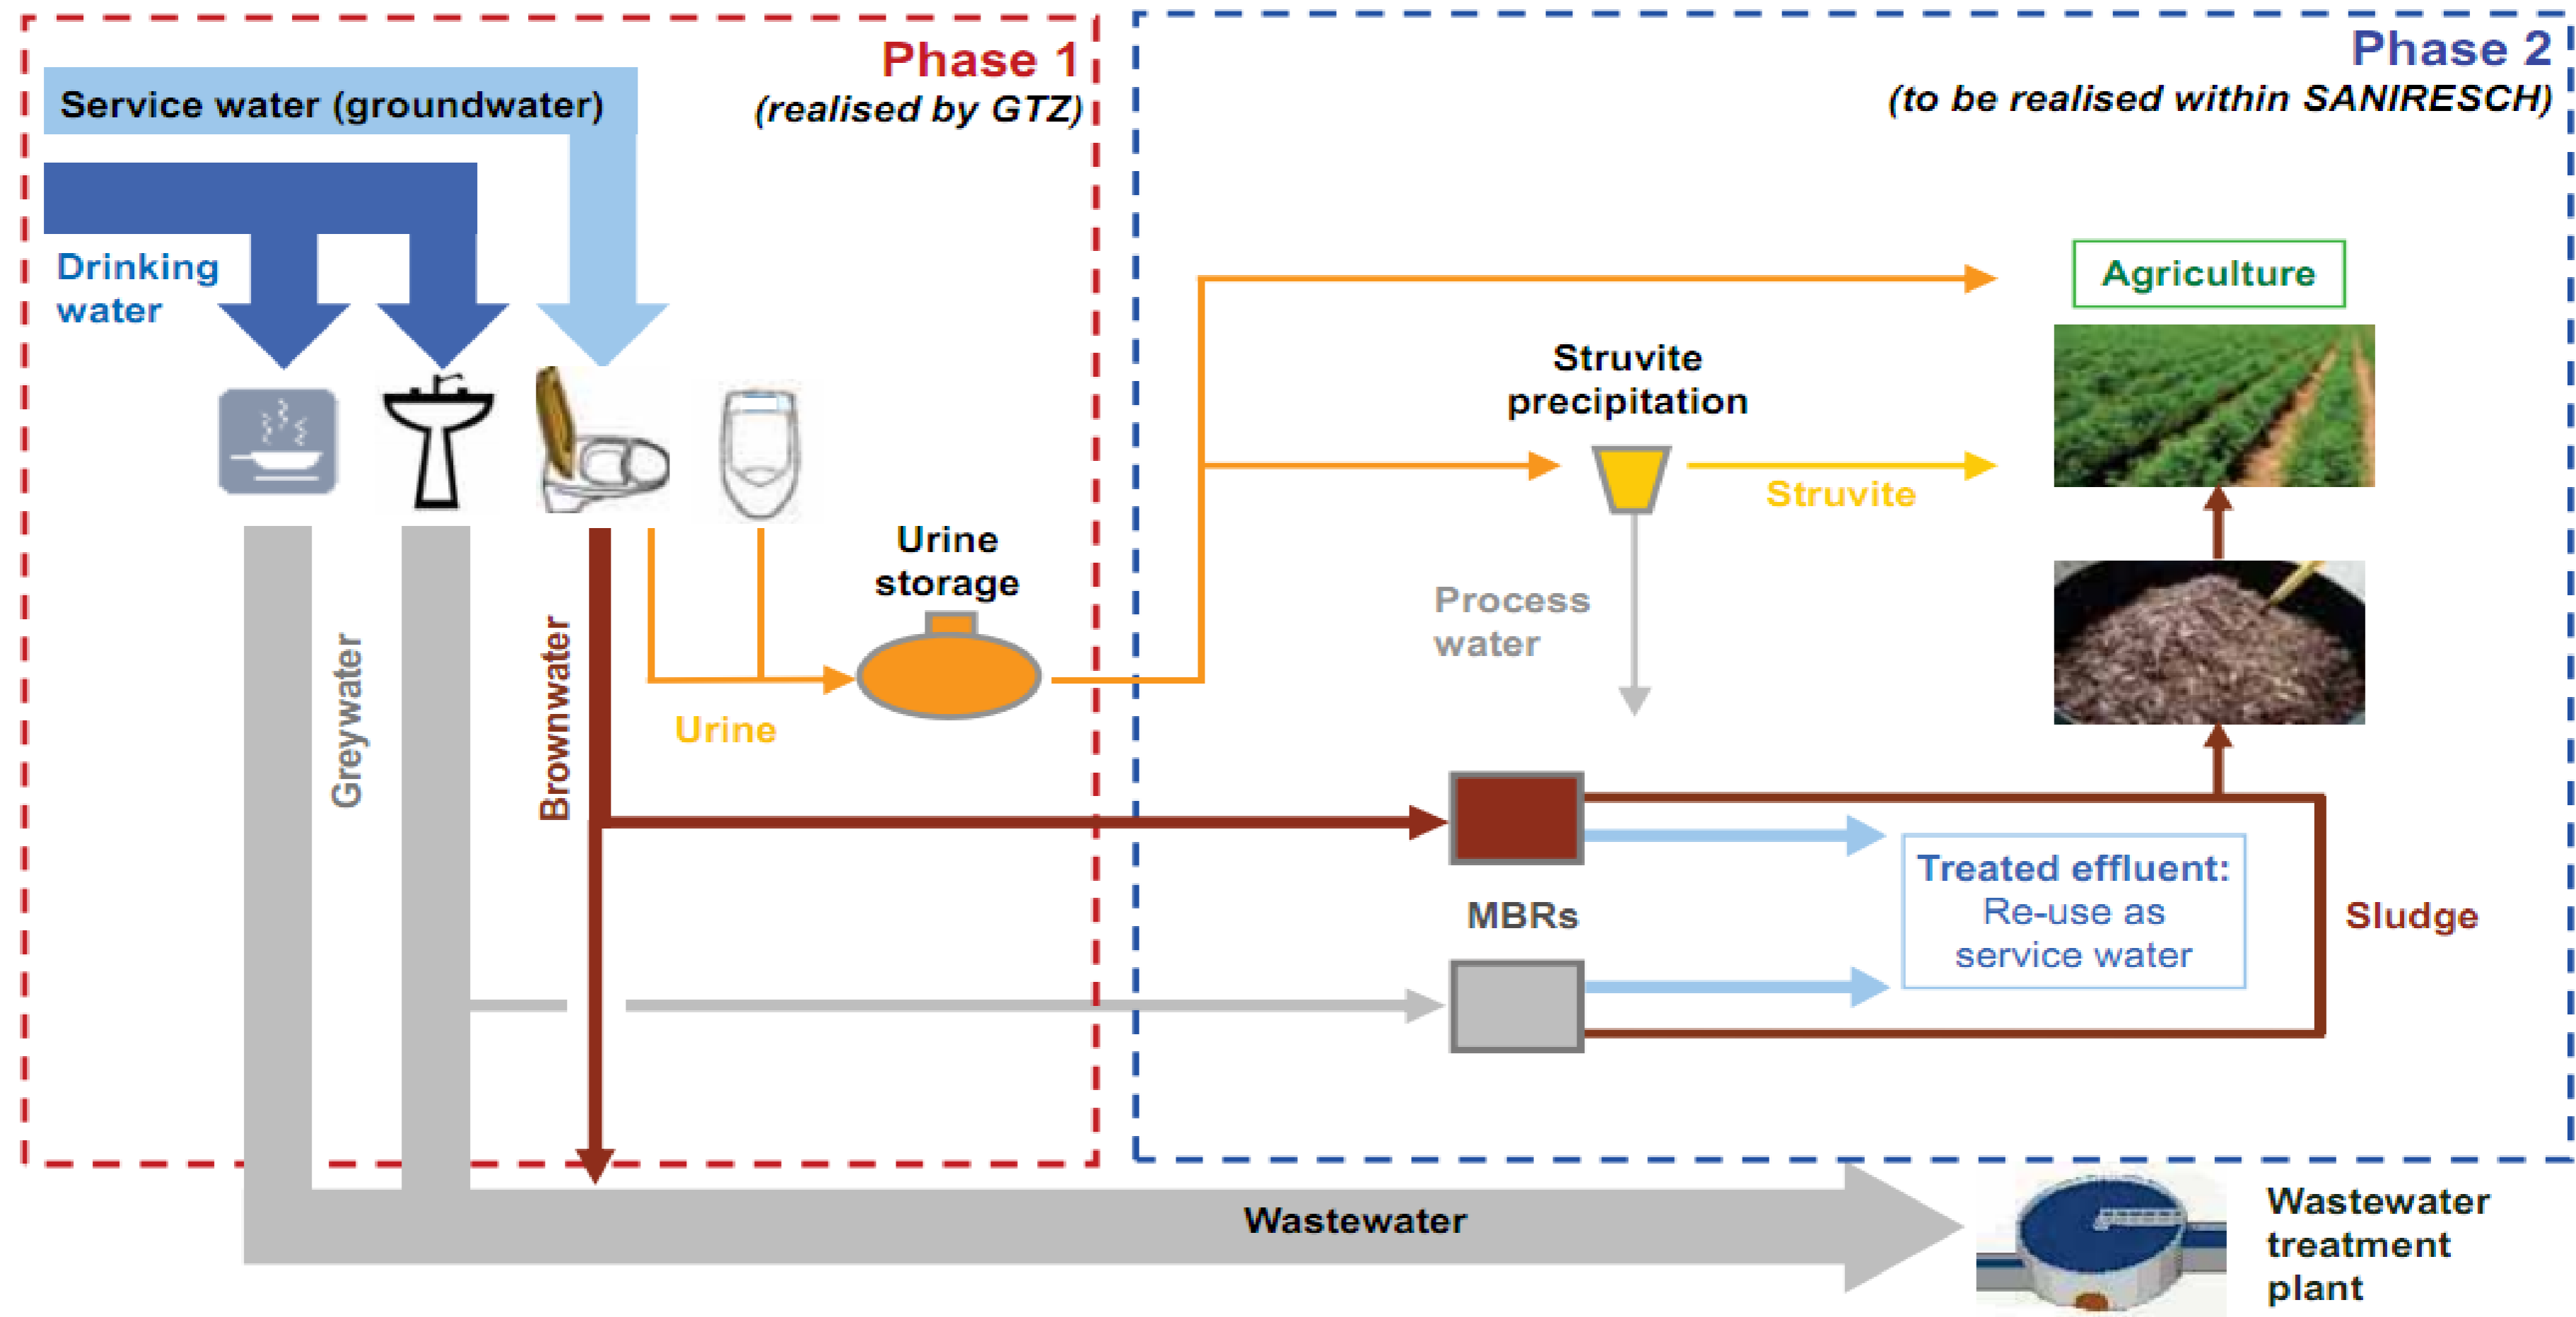 Phase 1
(realised by GTZ)
Service water (groundwater)
Drinking
water
Greywater
Brownwater
Urine
Urine
storage
Phase 2
(to be realised within SANIRESCH)
Agriculture
Struvite
precipitation
Struvite
Process
water
MBRs
Treated effluent:
Re-use as
service water
Sludge
Wastewater
Wastewater
treatment
plant